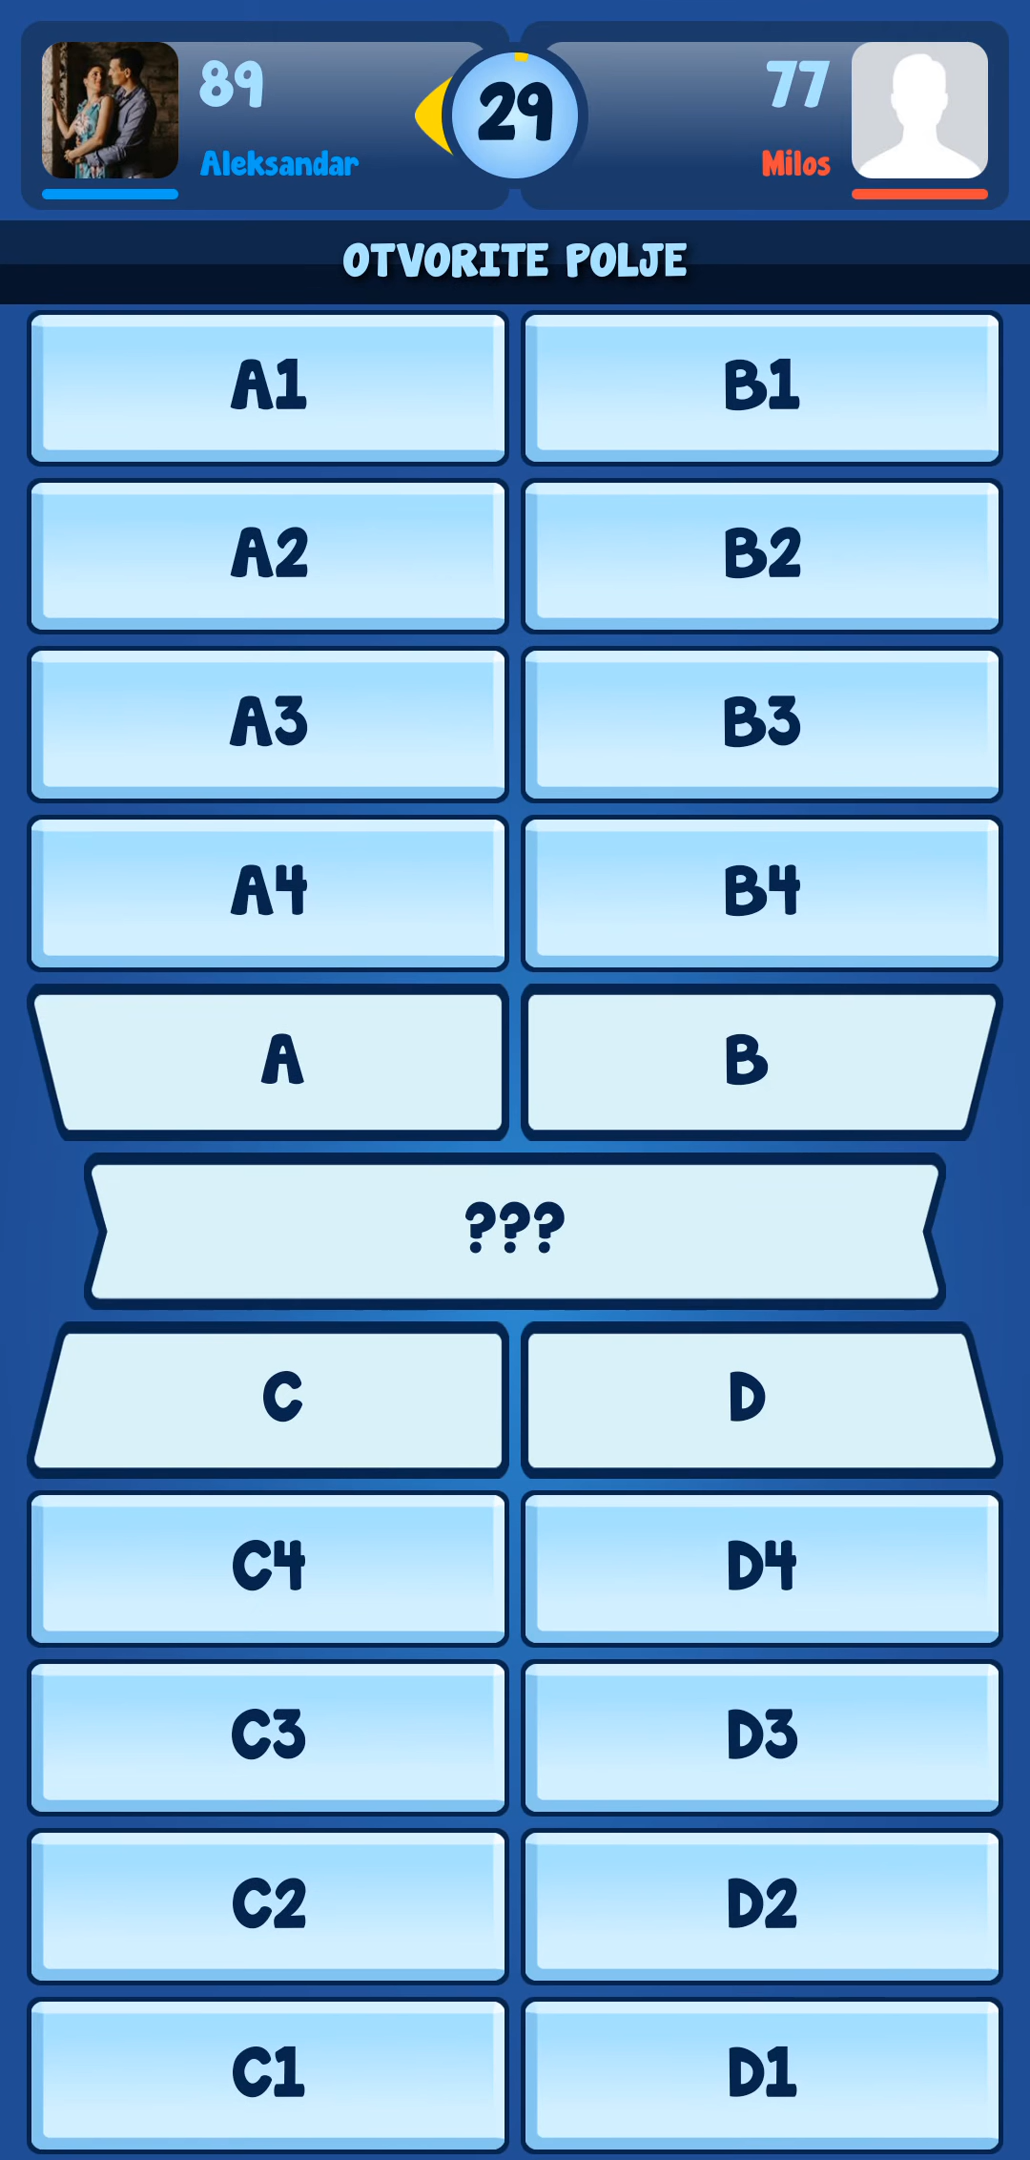 89
Aleksandar
29
77
Milos
OTVORITE POLJE
A1
B1
A2
B2
A3
B3
A4
B4
A
B
???
C
D
C4
D4
C3
D3
C2
D2
C1
D1